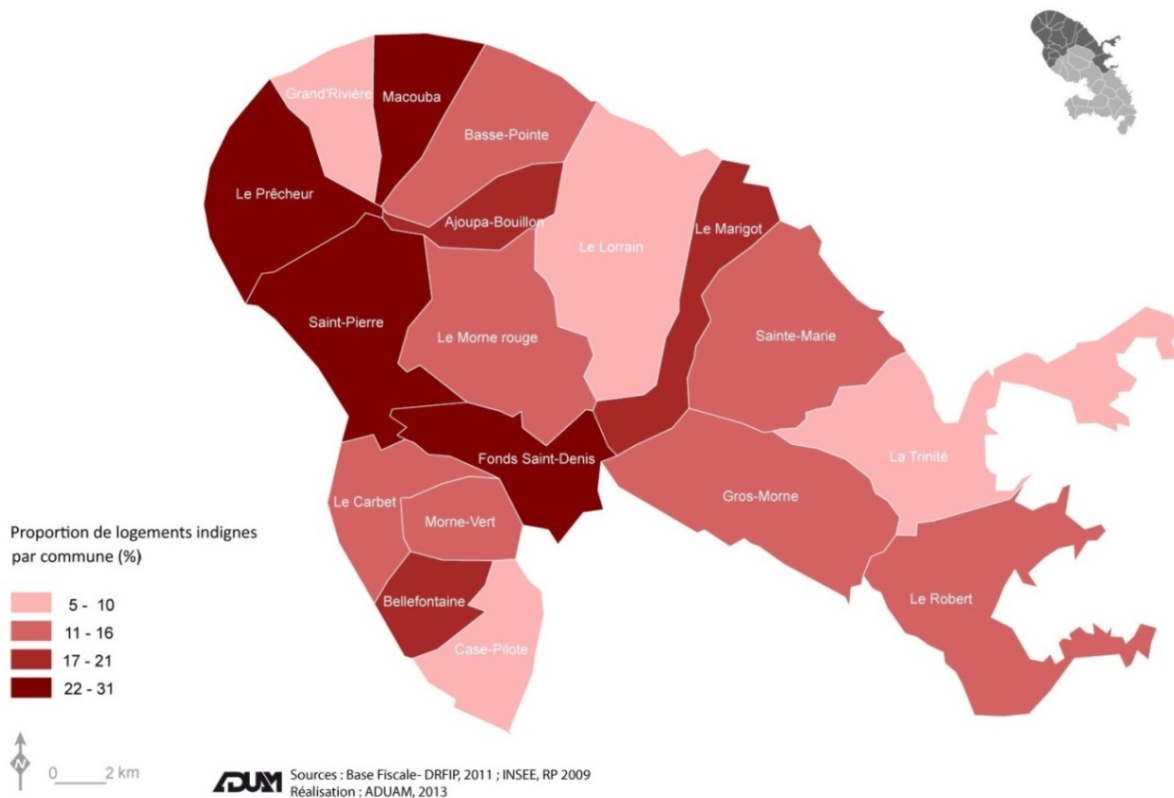 Grand'Rivière
Macouba
Basse-Pointe
Le Prêcheur
Ajoupa-Bouillon
Le Marigot
Le Lorrain
Saint-Pierre
Le Morne rouge
Sainte-Marie
Fonds Saint-Denis
La Trinité
Le Carbet
Morne-Vert
Gros-Morne
Bellefontaine
Le Robert
Case-Pilote
Proportion de logements indignes
par commune (%)
5 - 10
11 - 16
17 - 21
22 - 31
N
0 2 km
ADUAM
Sources : Base Fiscale- DRFIP, 2011 ; INSEE, RP 2009
Réalisation : ADUAM, 2013